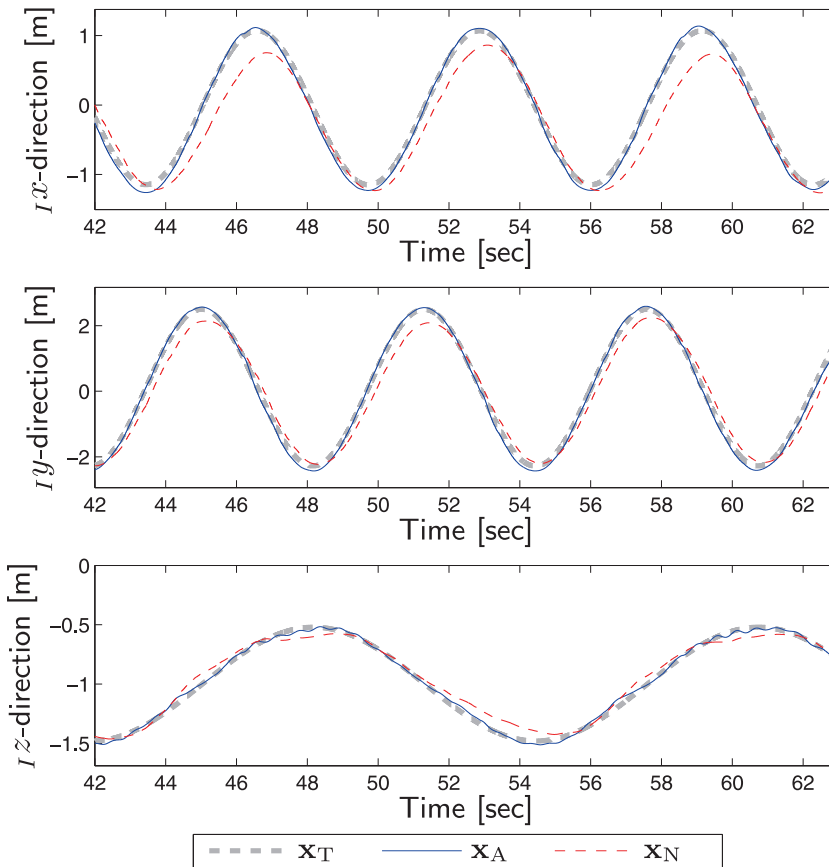 1
0
−1
Ix-direction [m]
42 44 46 48 50 52 54 56 58 60 62
Time [sec]
2
0
−2
Iy-direction [m]
42 44 46 48 50 52 54 56 58 60 62
Time [sec]
0
−0.5
−1
−1.5
Iz-direction [m]
42 44 46 48 50 52 54 56 58 60 62
Time [sec]
xT xA xN